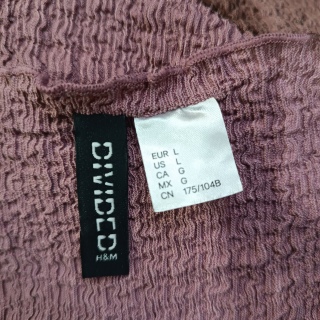 DIVIDED
H&M
EUR L
US L
CA G
MX G
CN 175/104B